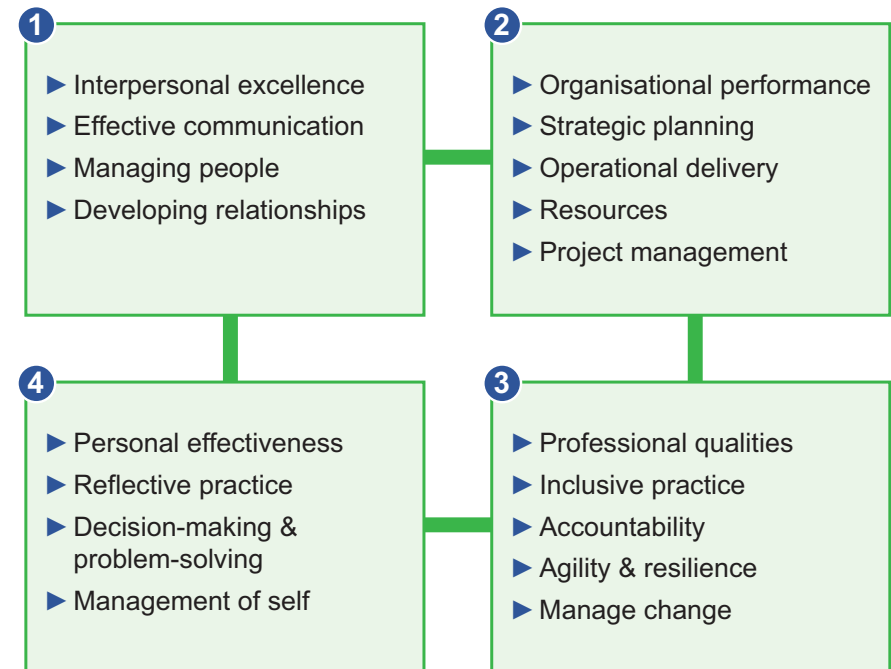 1
▶ Interpersonal excellence
▶ Effective communication
▶ Managing people
▶ Developing relationships
2
▶ Organisational performance
▶ Strategic planning
▶ Operational delivery
▶ Resources
▶ Project management
3
▶ Professional qualities
▶ Inclusive practice
▶ Accountability
▶ Agility & resilience
▶ Manage change
4
▶ Personal effectiveness
▶ Reflective practice
▶ Decision-making &
problem-solving
▶ Management of self